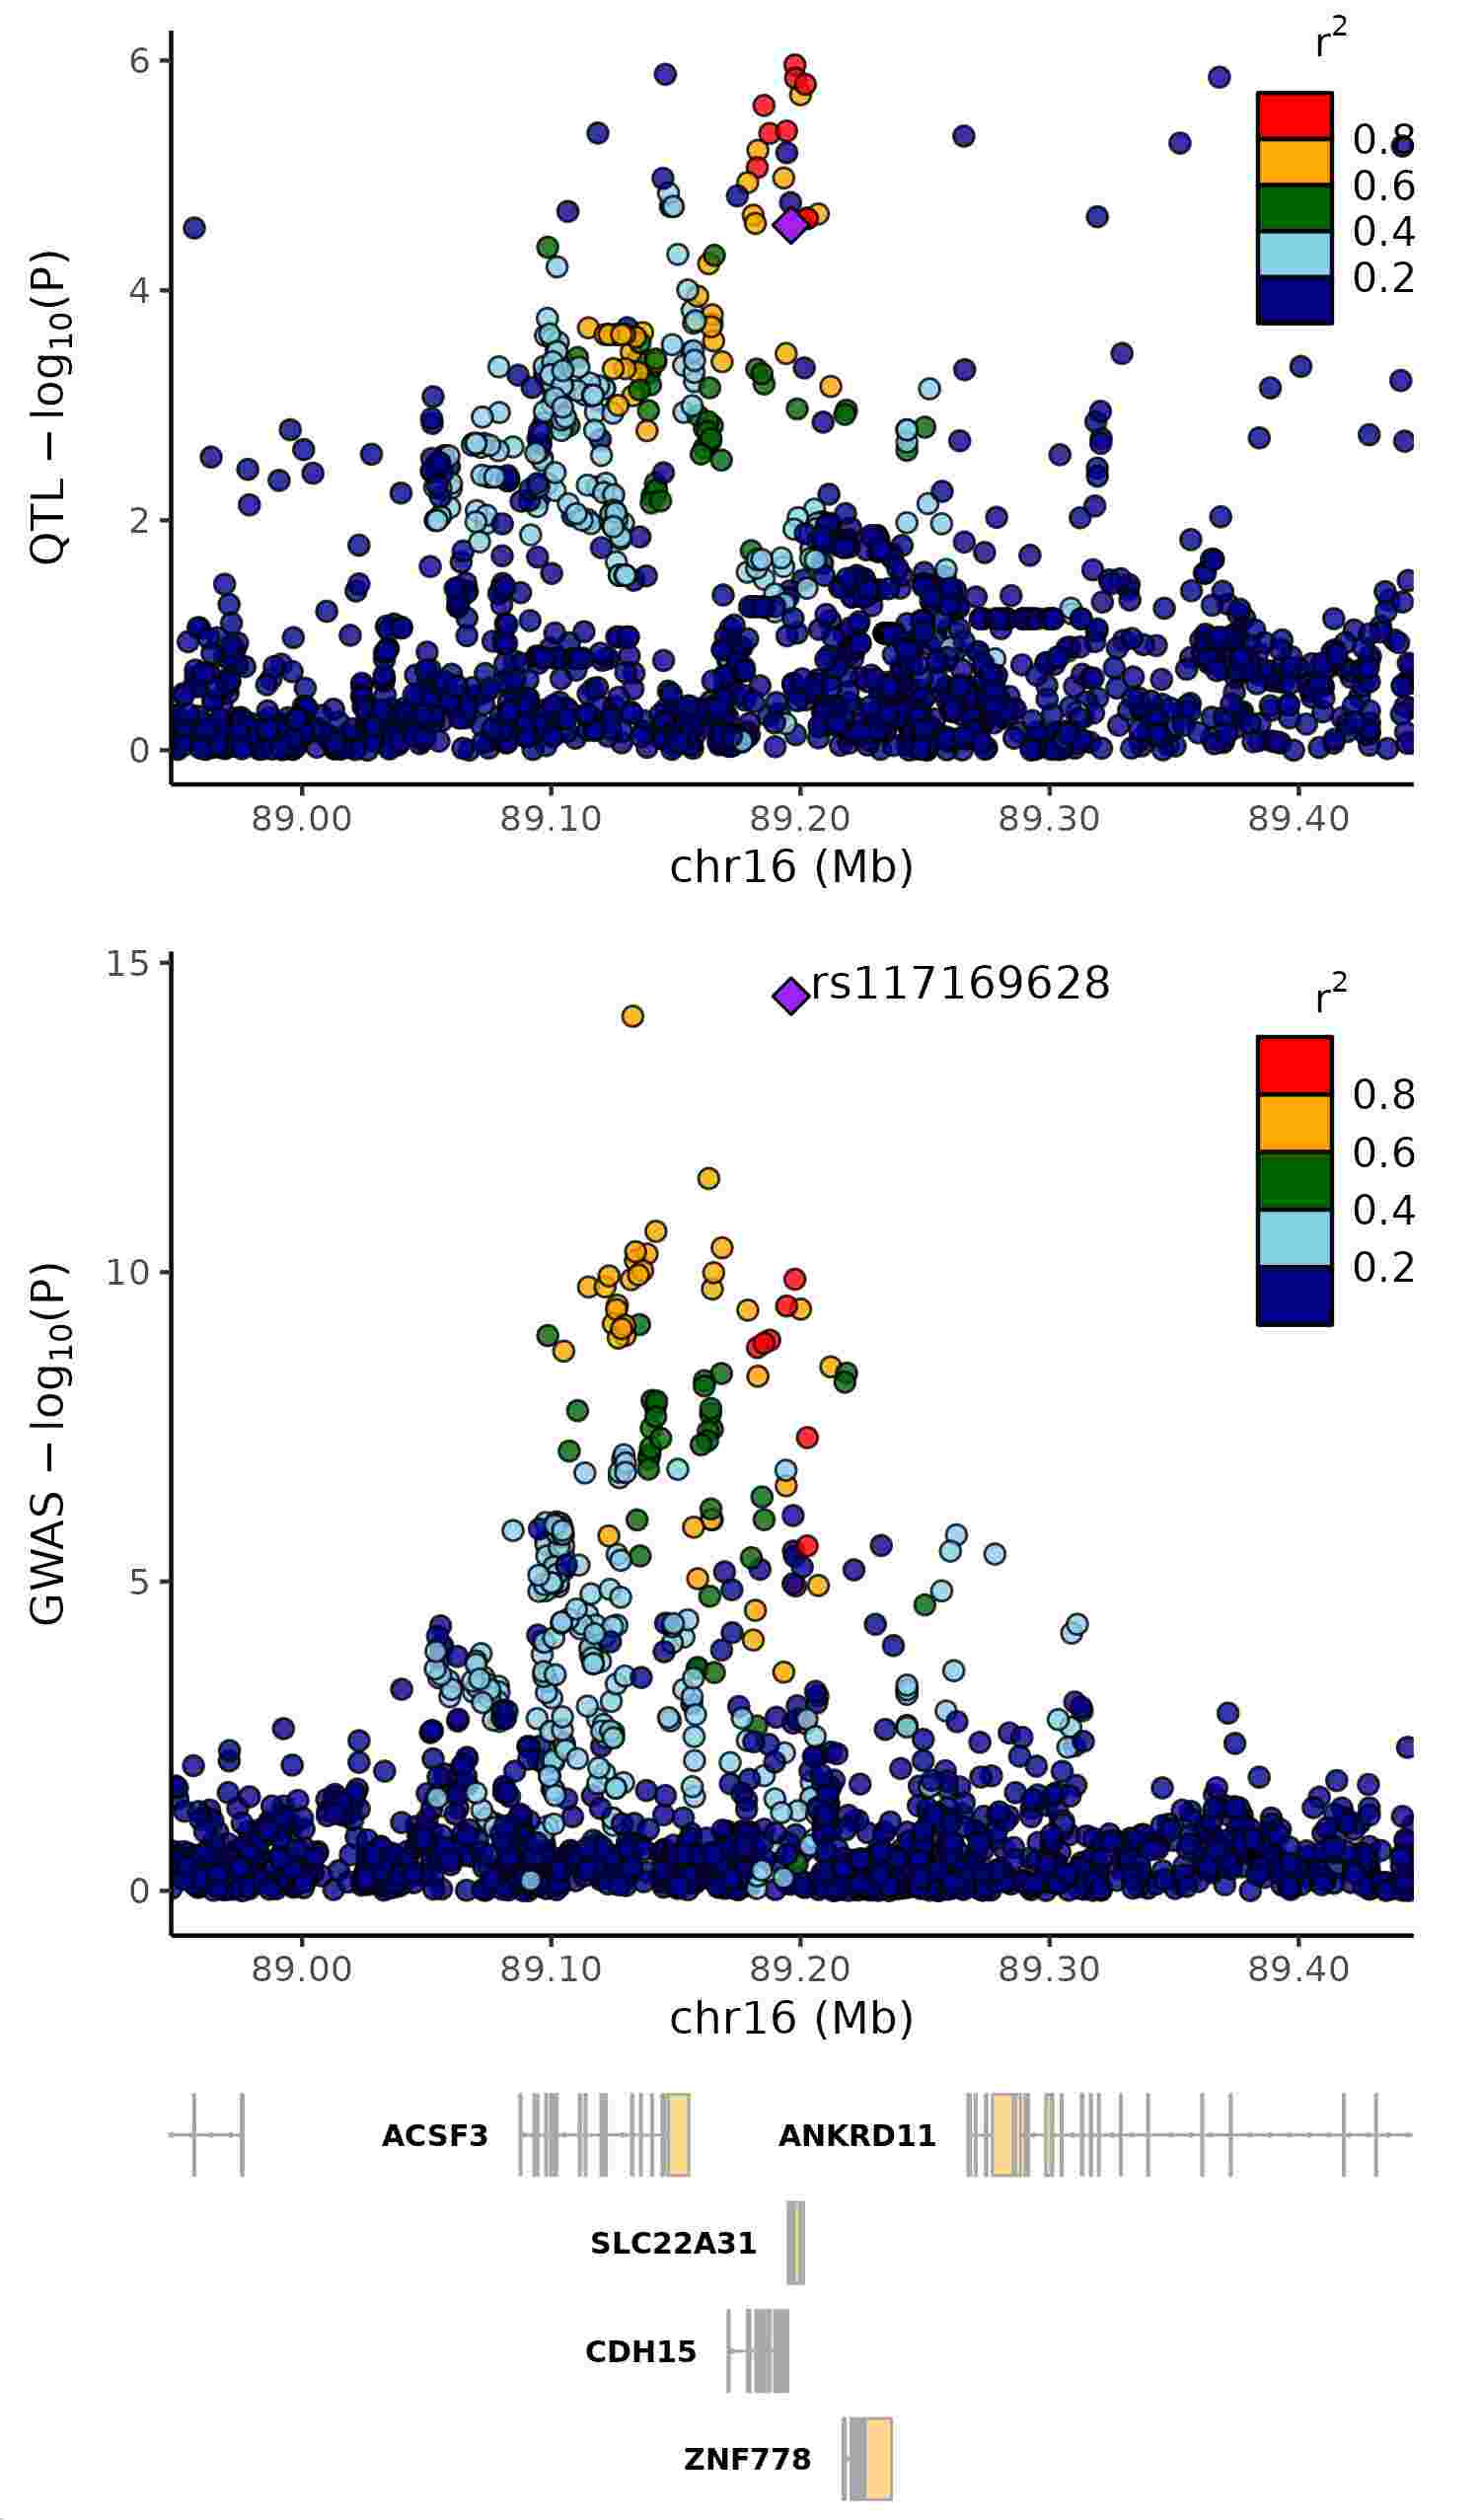 r2
6
4
2
0
0.8
0.6
0.4
0.2
QTL − log10(P)
89.00 89.10 89.20 89.30 89.40
chr16 (Mb)
rs117169628
r2
15
10
5
0
0.8
0.6
0.4
0.2
GWAS − log10(P)
89.00 89.10 89.20 89.30 89.40
chr16 (Mb)
ACSF3 ANKRD11
SLC22A31
CDH15
ZNF778